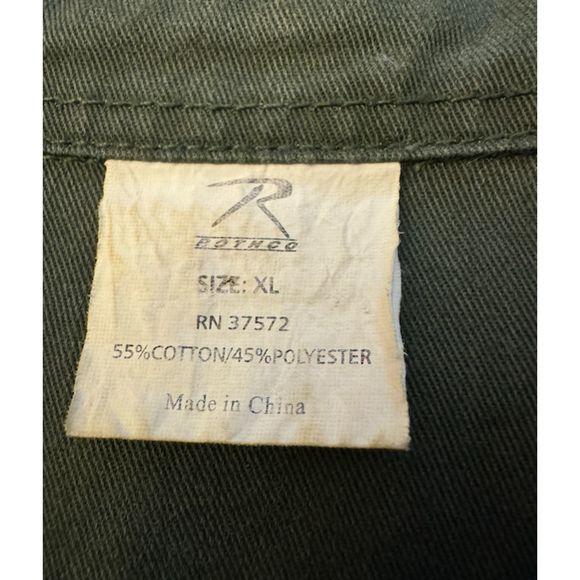 R
ROTHCO
SIZE: XL
RN 37572
55%COTTON/45%POLYESTER
Made in China